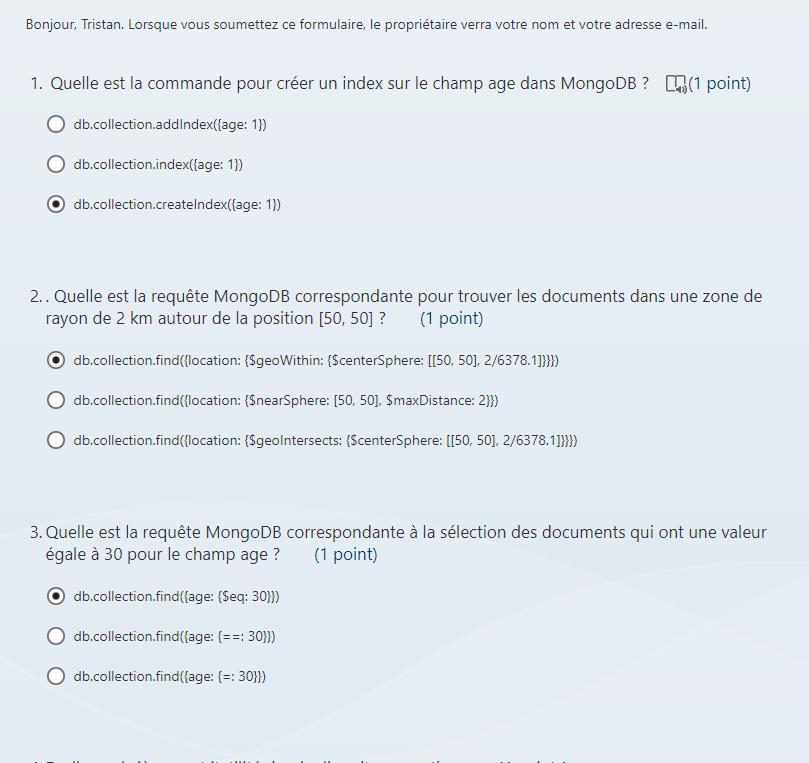 Bonjour, Tristan. Lorsque vous soumettez ce formulaire, le propriétaire verra votre nom et votre adresse e-mail.
1. Quelle est la commande pour créer un index sur le champ age dans MongoDB ? (1 point)
db.collection.addIndex({age: 1})
db.collection.index({age: 1})
db.collection.createIndex({age: 1})
2.. Quelle est la requête MongoDB correspondante pour trouver les documents dans une zone de
rayon de 2 km autour de la position [50, 50] ? (1 point)
db.collection.find({location: {$geoWithin: {$centerSphere: [[50, 50], 2/6378.1]}}})
db.collection.find({location: {$nearSphere: [50, 50], $maxDistance: 2}})
db.collection.find({location: {$geoIntersects: {$centerSphere: [[50, 50], 2/6378.1]}}})
3. Quelle est la requête MongoDB correspondante à la sélection des documents qui ont une valeur
égale à 30 pour le champ age ? (1 point)
db.collection.find({age: {$eq: 30}})
db.collection.find({age: {==: 30}})
db.collection.find({age: {=: 30}})